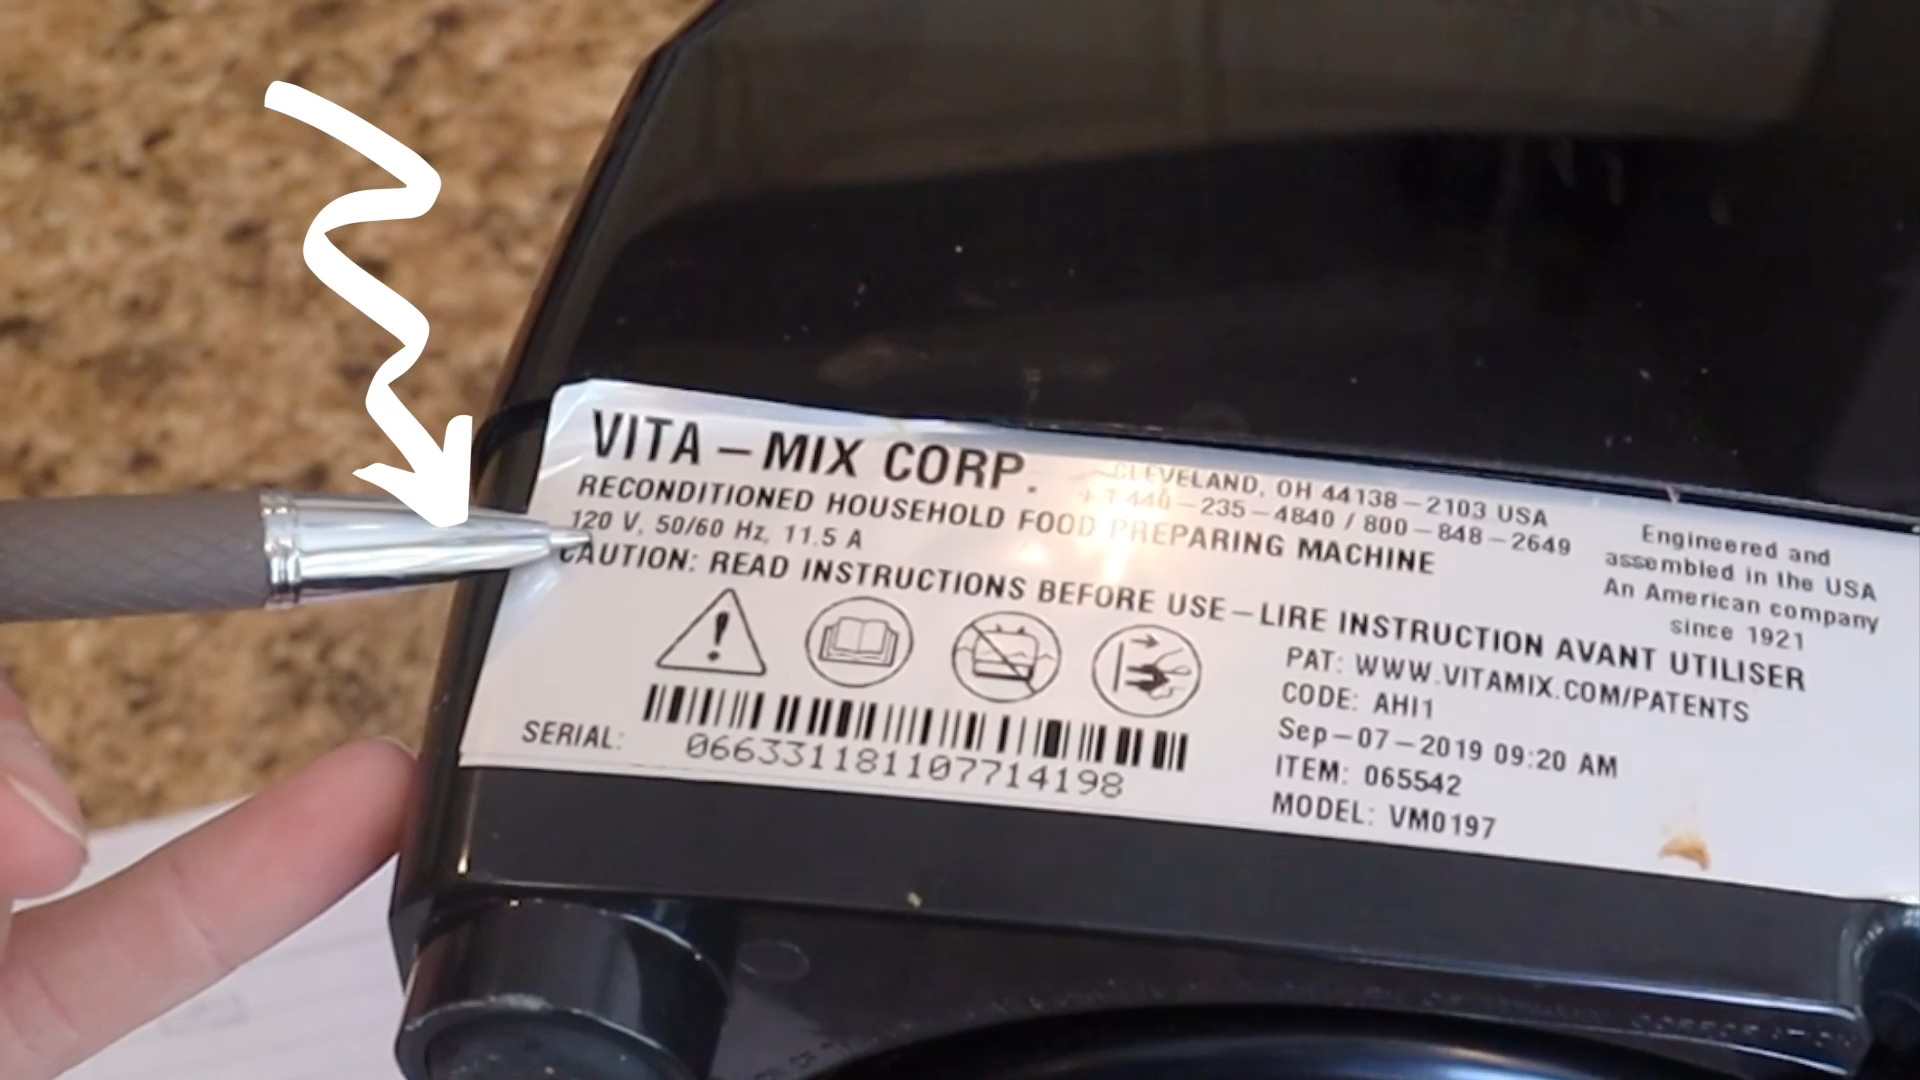 VITA – MIX CORP.
CLEVELAND, OH 44138 – 2103 USA
+ 1 440 – 235 – 4840 / 800 – 848 – 2649
RECONDITIONED HOUSEHOLD FOOD PREPARING MACHINE
120 V, 50/60 Hz, 11.5 A
CAUTION: READ INSTRUCTIONS BEFORE USE – LIRE INSTRUCTION AVANT UTILISER
Engineered and
assembled in the USA
An American company
since 1921
SERIAL: 066331181107714198
PAT: WWW.VITAMIX.COM/PATENTS
CODE: AHI1
Sep – 07 – 2019 09:20 AM
ITEM: 065542
MODEL: VM0197